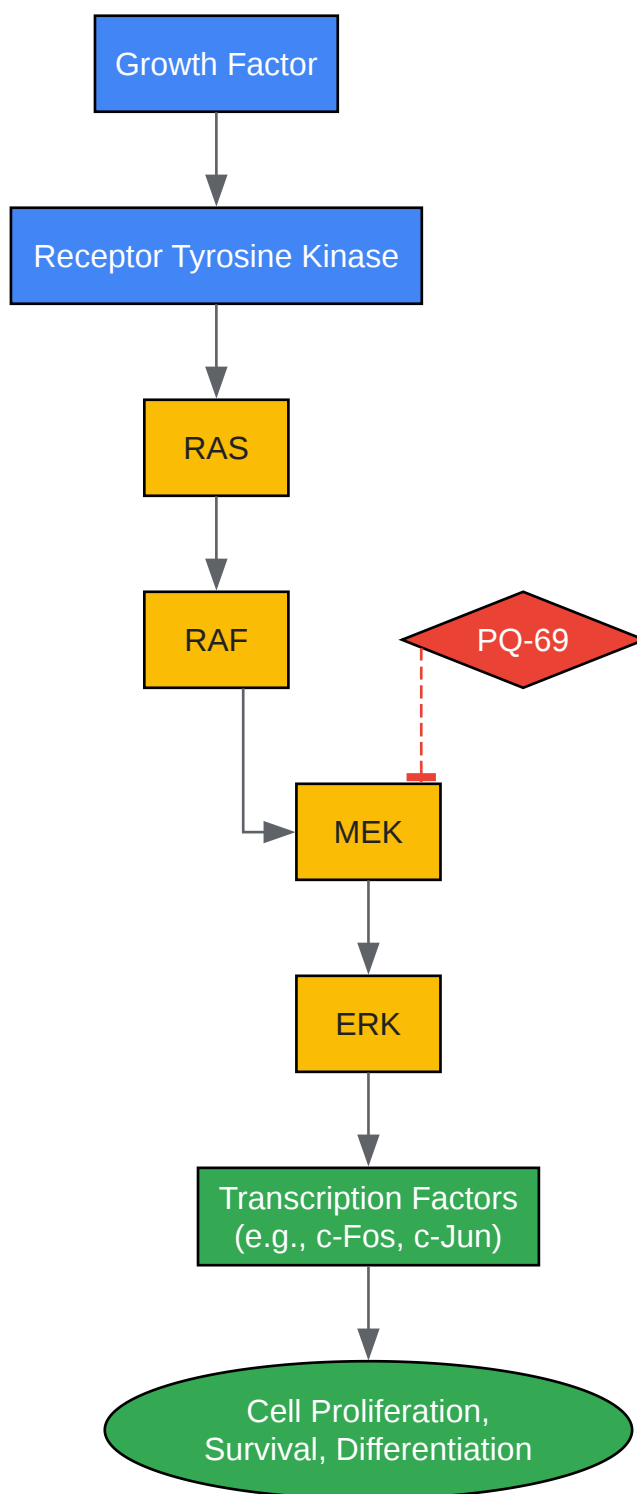 Growth Factor
Receptor Tyrosine Kinase
RAS
RAF
PQ-69
MEK
ERK
Transcription Factors
(e.g., c-Fos, c-Jun)
Cell Proliferation,
Survival, Differentiation